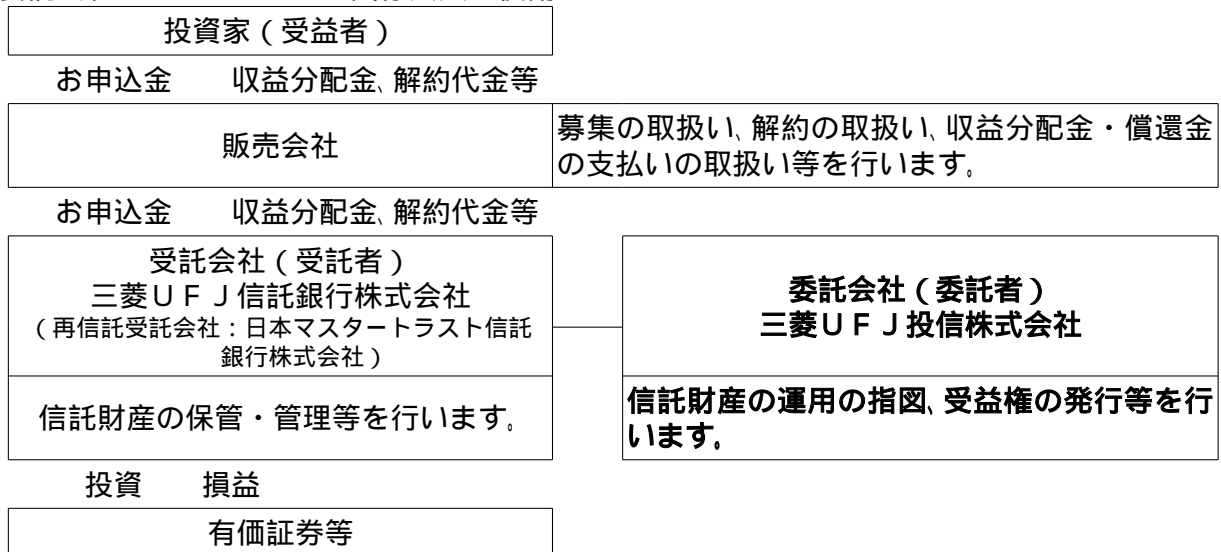 投資家（受益者）
お申込金　　収益分配金、解約代金等
販売会社
募集の取扱い、解約の取扱い、収益分配金・償還金
の支払いの取扱い等を行います。
お申込金　　収益分配金、解約代金等
受託会社（受託者）
三菱ＵＦＪ信託銀行株式会社
（再信託受託会社：日本マスタートラスト信託
銀行株式会社）
委託会社（委託者）
三菱ＵＦＪ投信株式会社
信託財産の保管・管理等を行います。
信託財産の運用の指図、受益権の発行等を行
います。
投資　　損益
有価証券等